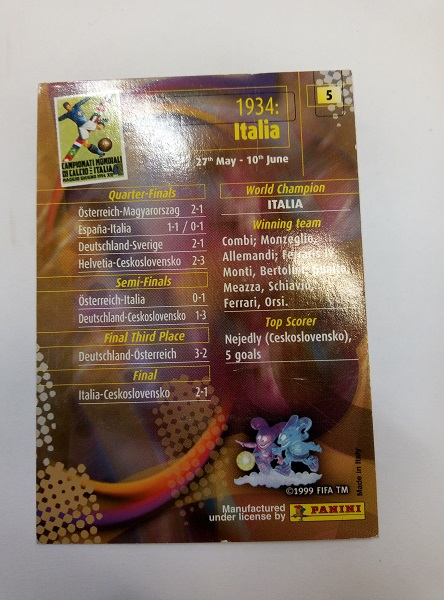 5
1934:
Italia
27th May - 10th June
CAMPIONATI MONDIALI
DI CALCIO
ITALIA
Quarter-Finals
Österreich-Magyarorszag 2-1
España-Italia 1-1 / 0-1
Deutschland-Sverige 2-1
Helvetia-Ceskoslovensko 2-3
Semi-Finals
Österreich-Italia 0-1
Deutschland-Ceskoslovensko 1-3
Final Third Place
Deutschland-Österreich 3-2
Final
Italia-Ceskoslovensko 2-1
World Champion
ITALIA
Winning team
Combi; Monzeglio,
Allemandi; Ferraris IV,
Monti, Bertolini; Guaita,
Meazza, Schiavio,
Ferrari, Orsi.
Top Scorer
Nejedly (Ceskoslovensko),
5 goals
©1999 FIFA TM
Made in Italy
Manufactured
under license by
PANINI